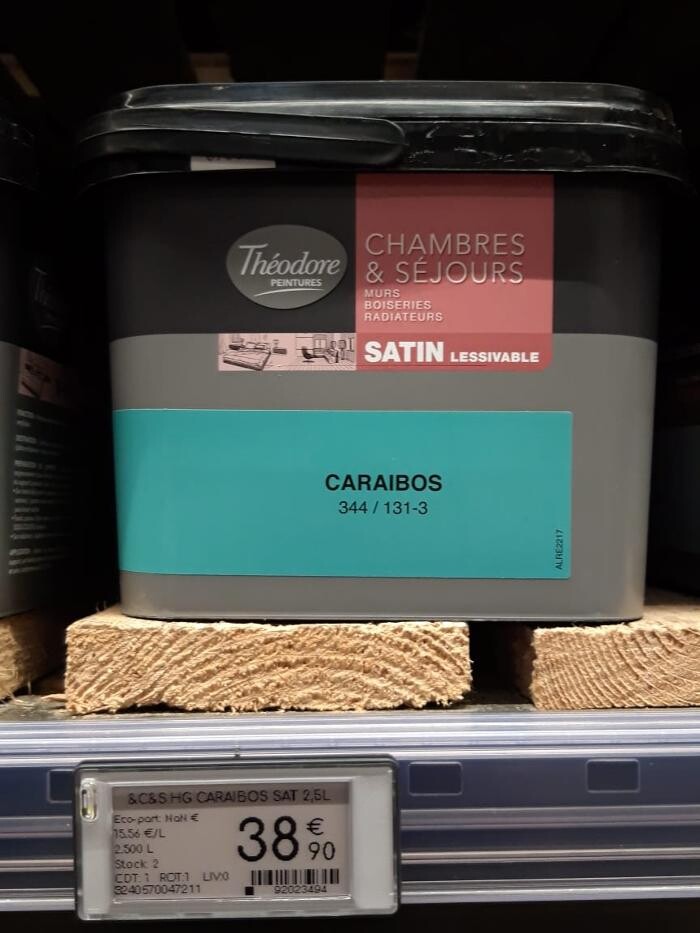 Théodore
PEINTURES
CHAMBRES
& SÉJOURS
MURS
BOISERIES
RADIATEURS
SATIN LESSIVABLE
CARAIBOS
344 / 131-3
ALRE2217
&C&S HG CARAIBOS SAT 2,5L
Eco-part: NaN €
15.56 €/L
2.500 L
Stock: 2
CDT: 1 ROT:1 LIV:0
3240570047211
38 €90
92023494